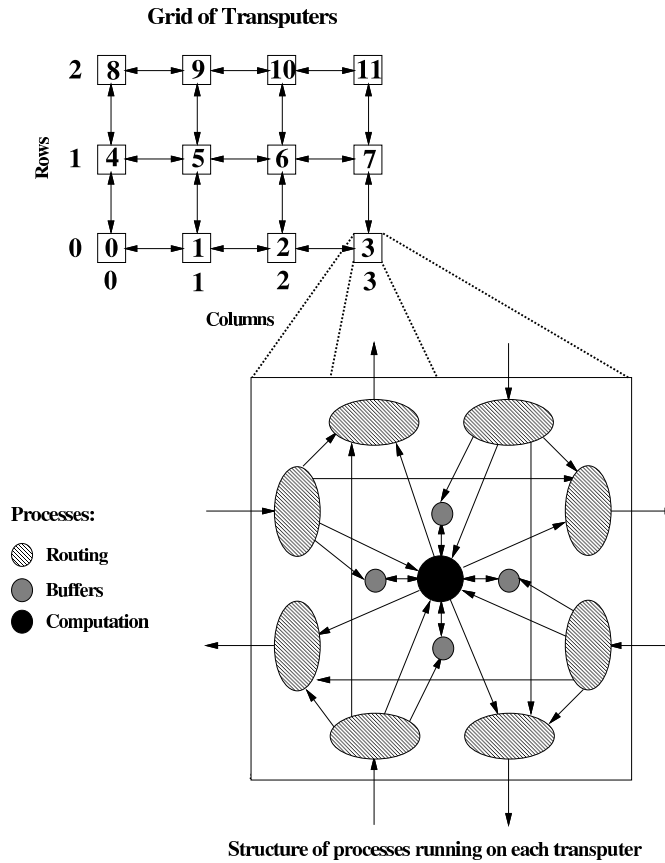 Grid of Transputers
2 8 9 10 11
Rows
1 4 5 6 7
0 0 1 2 3
0 1 2 3
Columns
Processes:
Routing
Buffers
Computation
Structure of processes running on each transputer